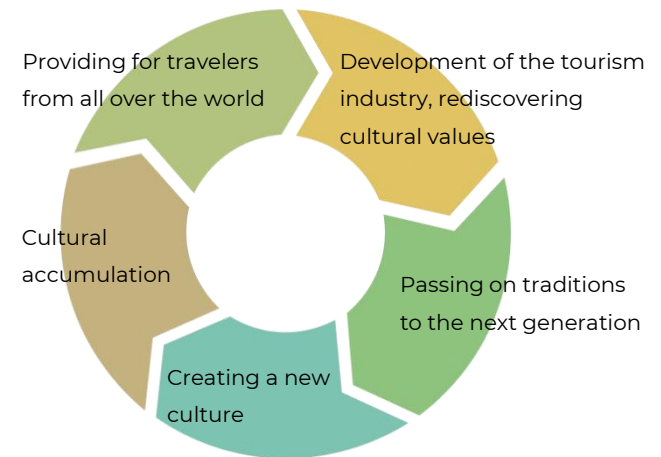 Providing for travelers
from all over the world
Development of the tourism
industry, rediscovering
cultural values
Passing on traditions
to the next generation
Creating a new
culture
Cultural
accumulation